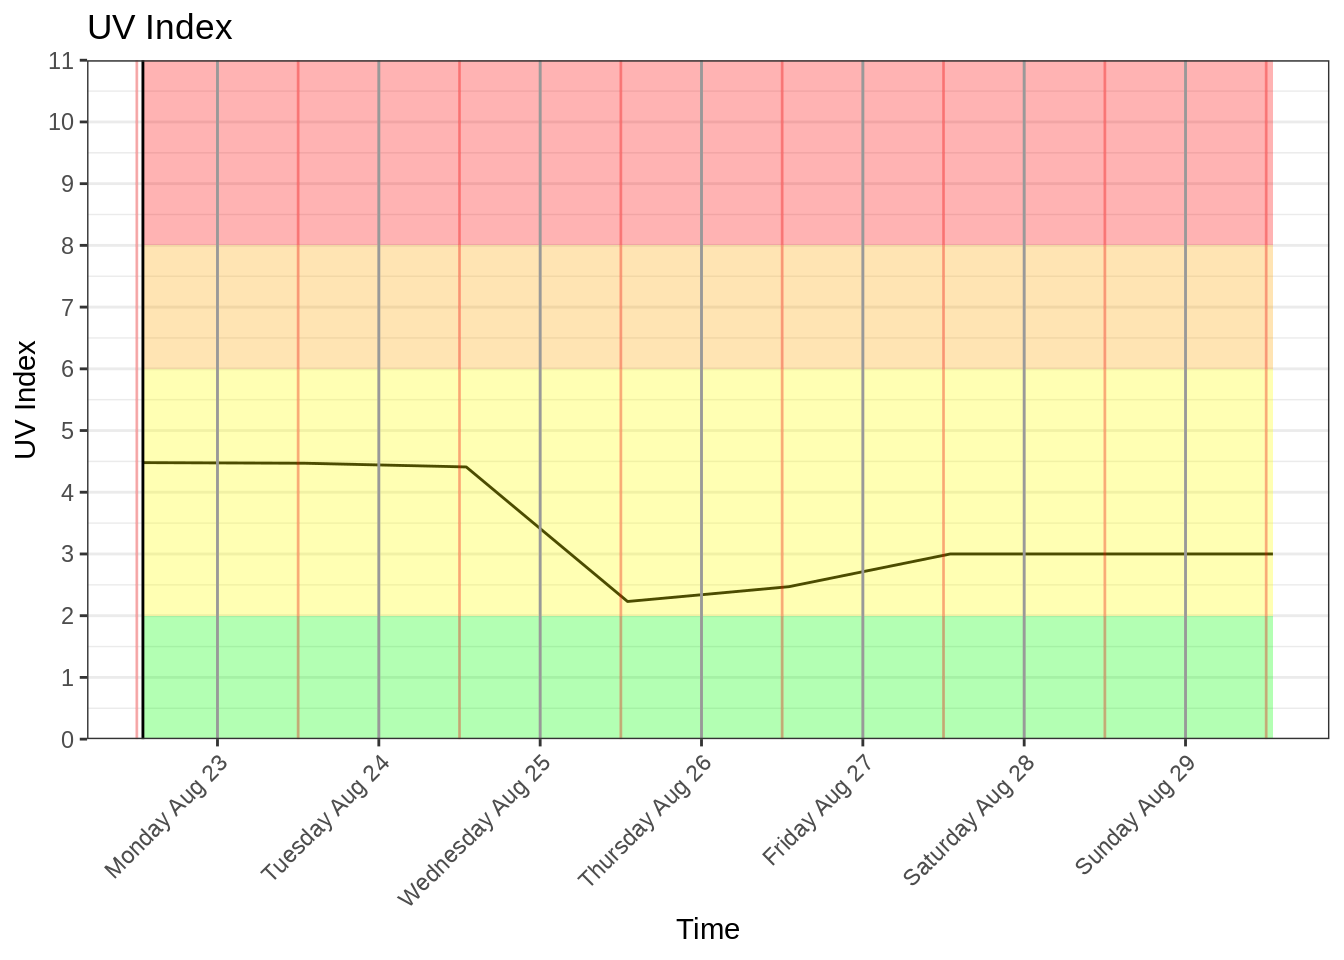 UV Index
11
10
9
8
7
6
5
4
3
2
1
0
UV Index
Monday Aug 23
Tuesday Aug 24
Wednesday Aug 25
Thursday Aug 26
Friday Aug 27
Saturday Aug 28
Sunday Aug 29
Time